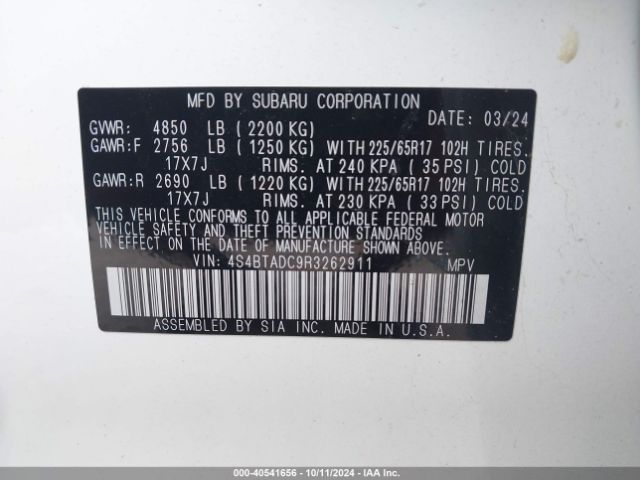 MFD BY SUBARU CORPORATION
DATE: 03/24
GVWR: 4850 LB (2200 KG)
GAWR:F 2756 LB (1250 KG) WITH 225/65R17 102H TIRES.
17X7J RIMS. AT 240 KPA (35 PSI) COLD
GAWR:R 2690 LB (1220 KG) WITH 225/65R17 102H TIRES.
17X7J RIMS. AT 230 KPA (33 PSI) COLD
THIS VEHICLE CONFORMS TO ALL APPLICABLE FEDERAL MOTOR
VEHICLE SAFETY AND THEFT PREVENTION STANDARDS
IN EFFECT ON THE DATE OF MANUFACTURE SHOWN ABOVE.
VIN: 4S4BTADC9R3262911 MPV
ASSEMBLED BY SIA INC. MADE IN U.S.A.
000-40541656 - 10/11/2024 - IAA Inc.